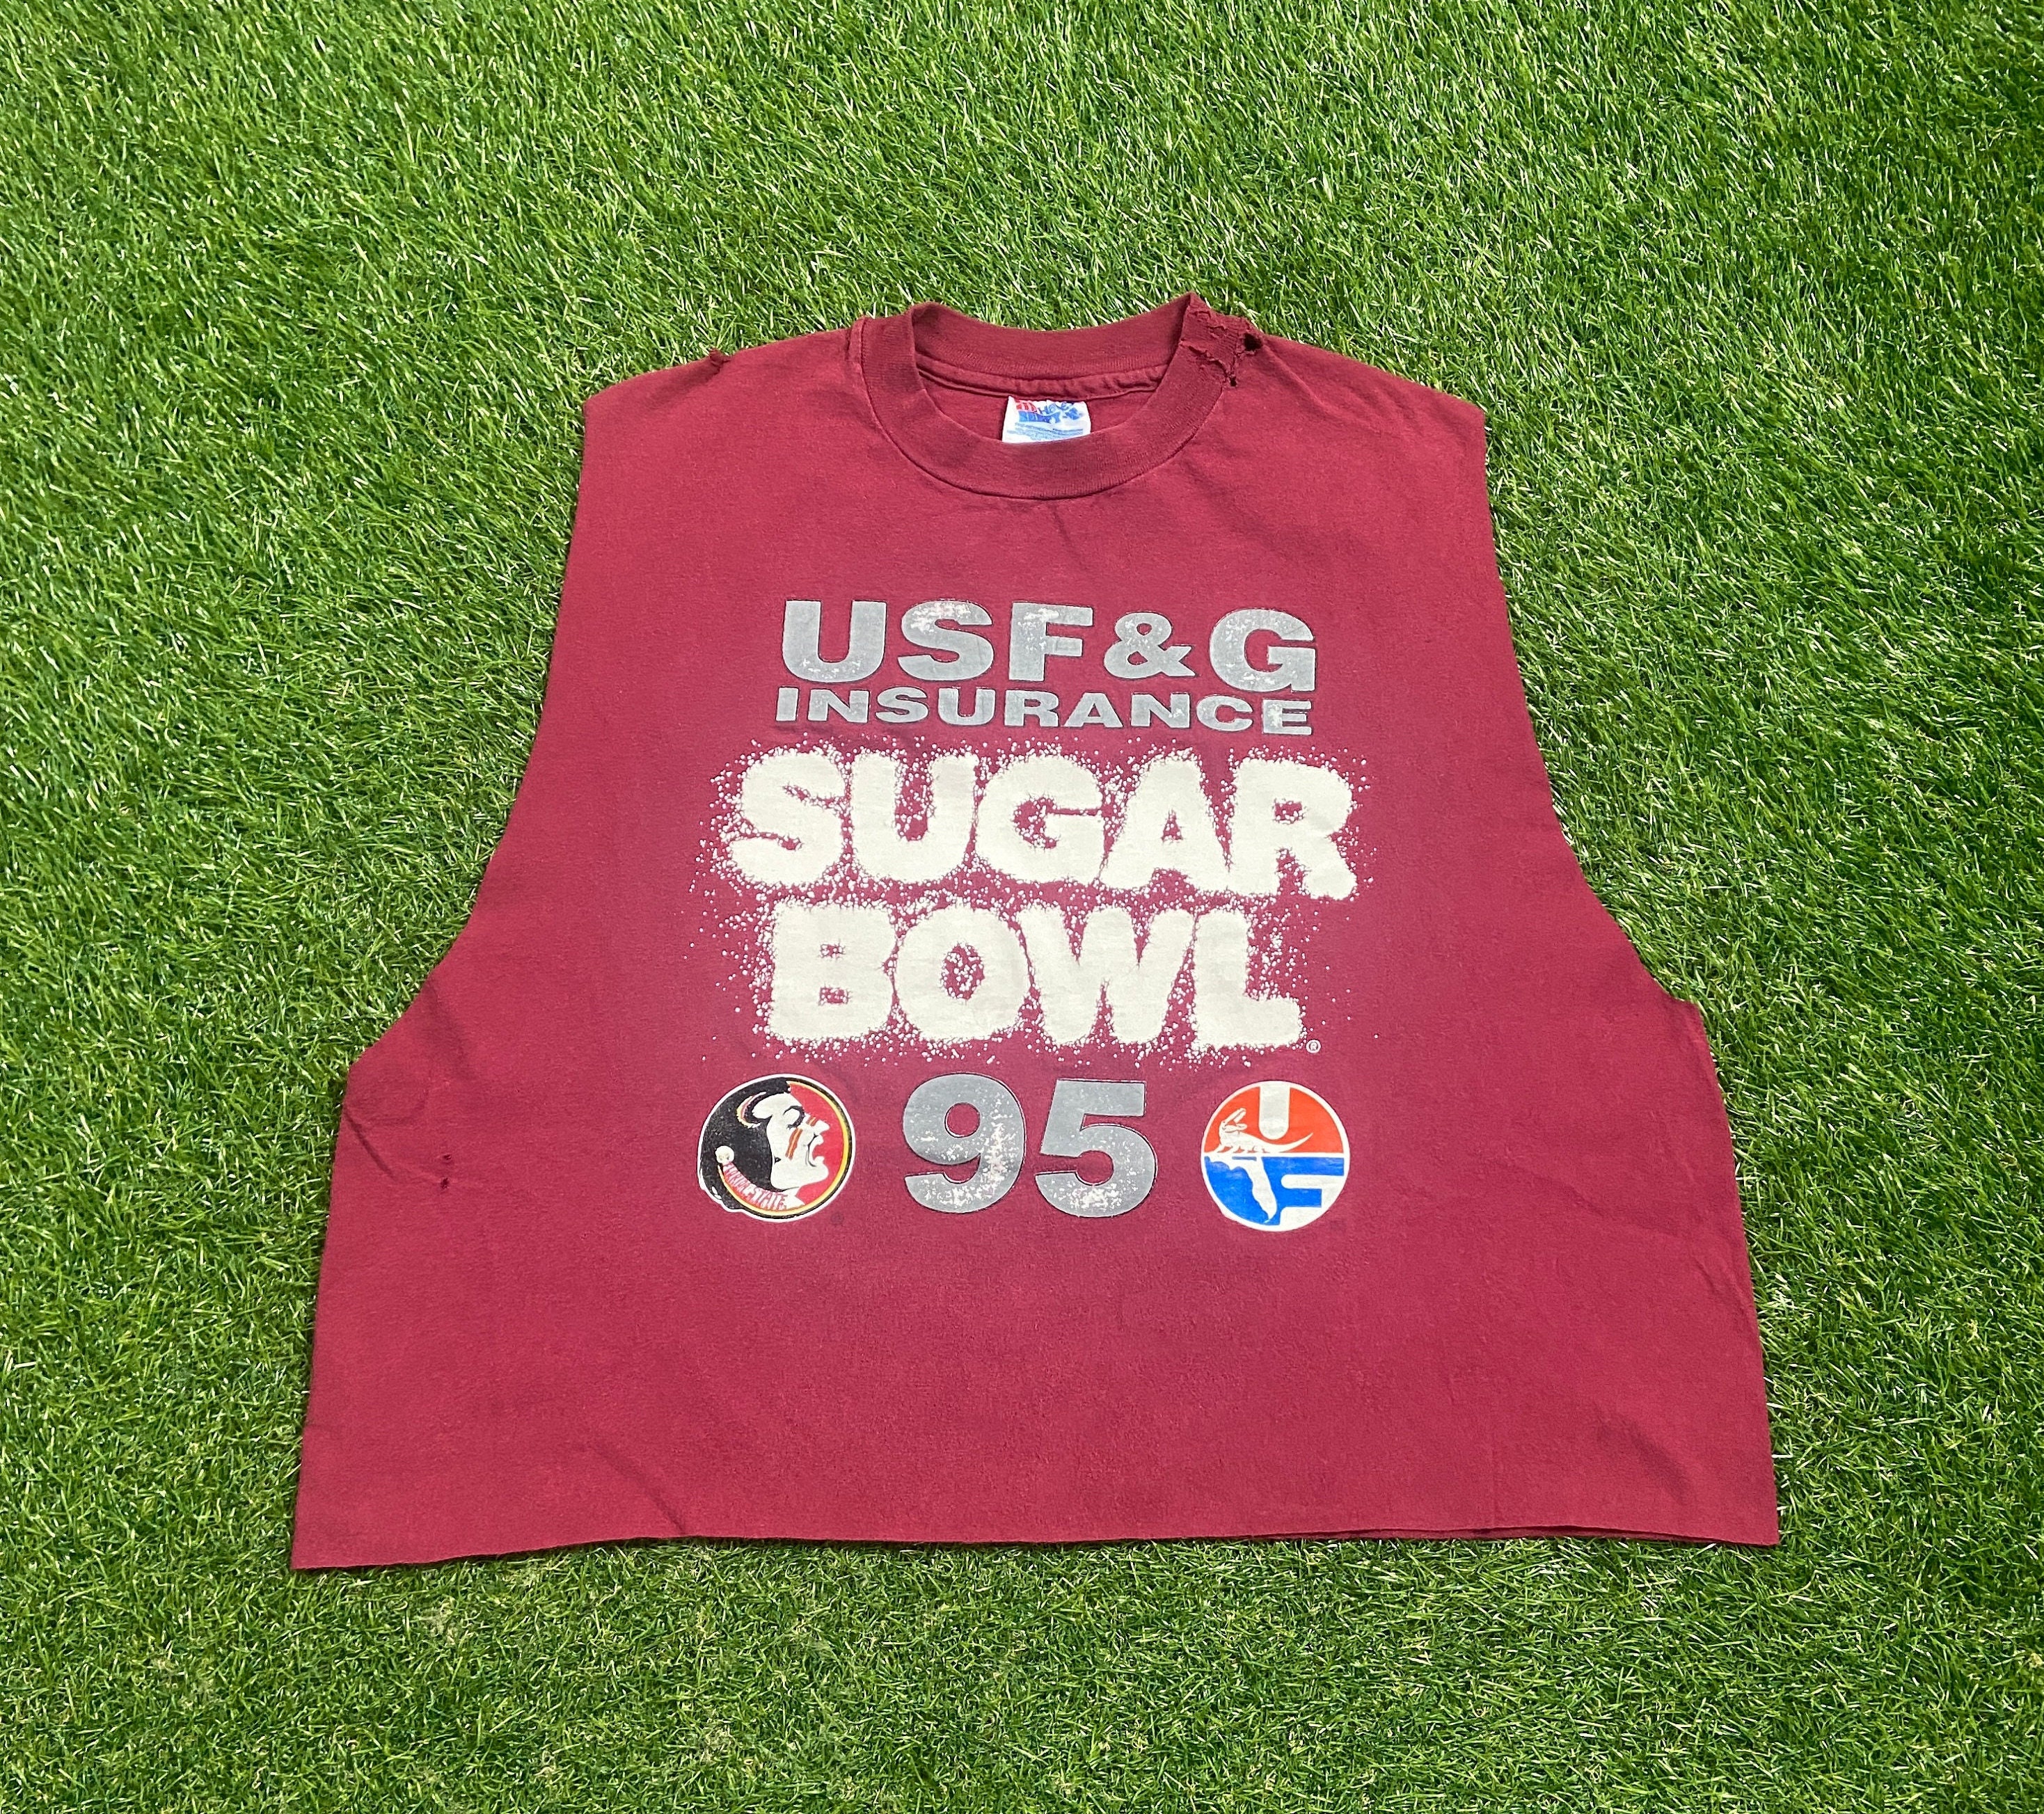 USF&G
INSURANCE
SUGAR
BOWL®
95
U
F